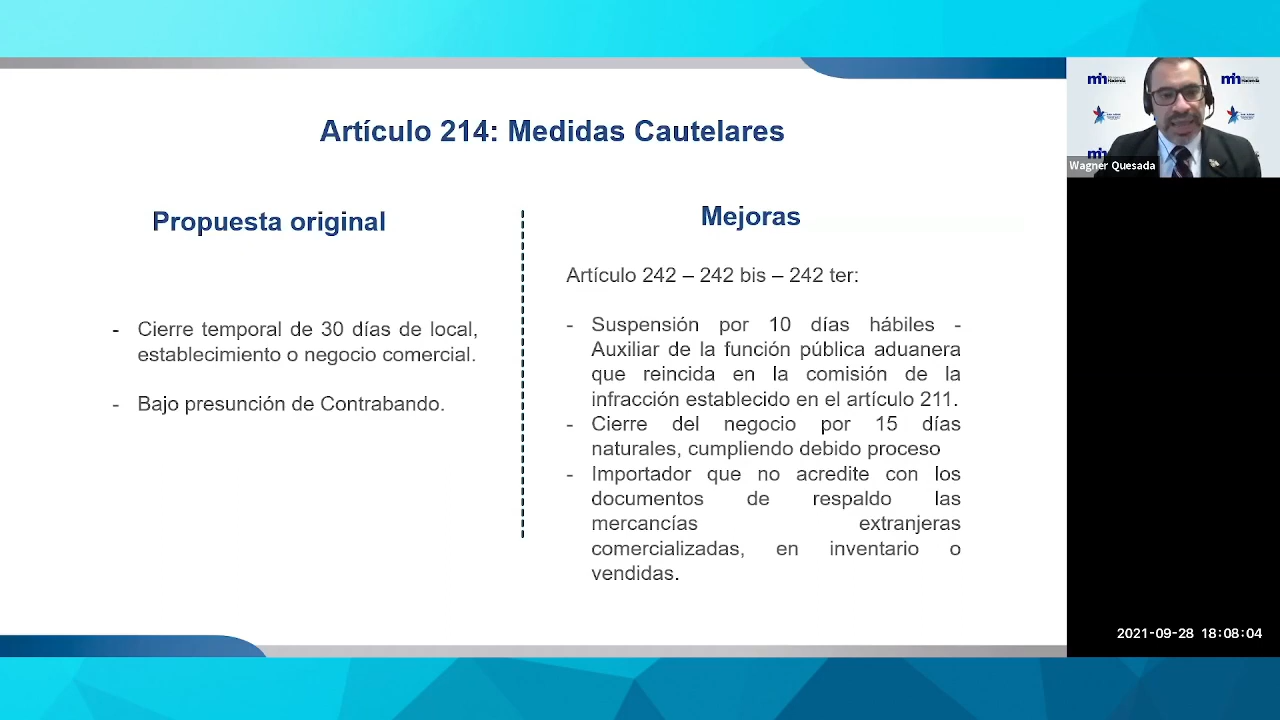 Artículo 214: Medidas Cautelares
Propuesta original
- Cierre temporal de 30 días de local,
establecimiento o negocio comercial.
- Bajo presunción de Contrabando.
Mejoras
Artículo 242 – 242 bis – 242 ter:
- Suspensión por 10 días hábiles -
Auxiliar de la función pública aduanera
que reincida en la comisión de la
infracción establecido en el artículo 211.
- Cierre del negocio por 15 días
naturales, cumpliendo debido proceso
- Importador que no acredite con los
documentos de respaldo las
mercancías extranjeras
comercializadas, en inventario o
vendidas.
Wagner Quesada
2021-09-28 18:08:04